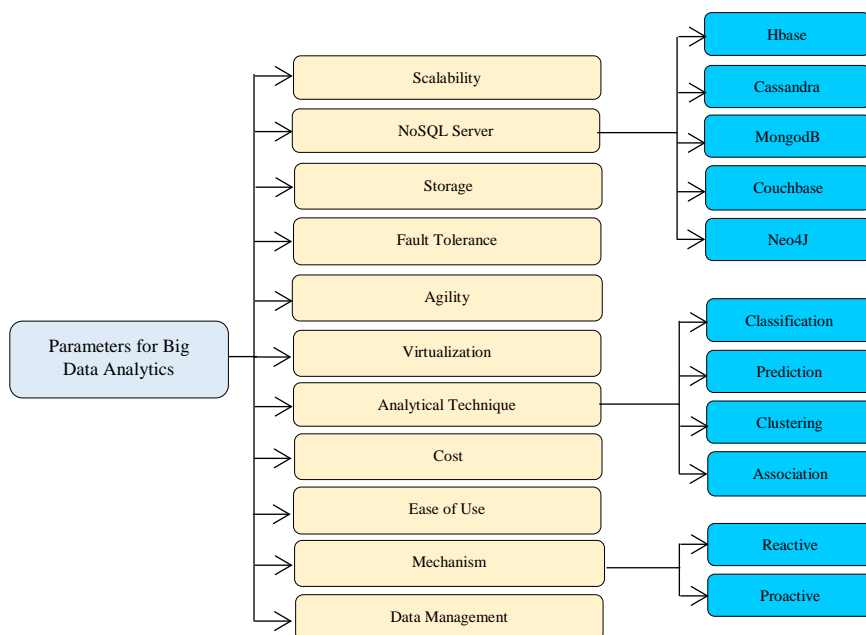 Parameters for Big
Data Analytics
Scalability
NoSQL Server
Storage
Fault Tolerance
Agility
Virtualization
Analytical Technique
Cost
Ease of Use
Mechanism
Data Management
Hbase
Cassandra
MongodB
Couchbase
Neo4J
Classification
Prediction
Clustering
Association
Reactive
Proactive